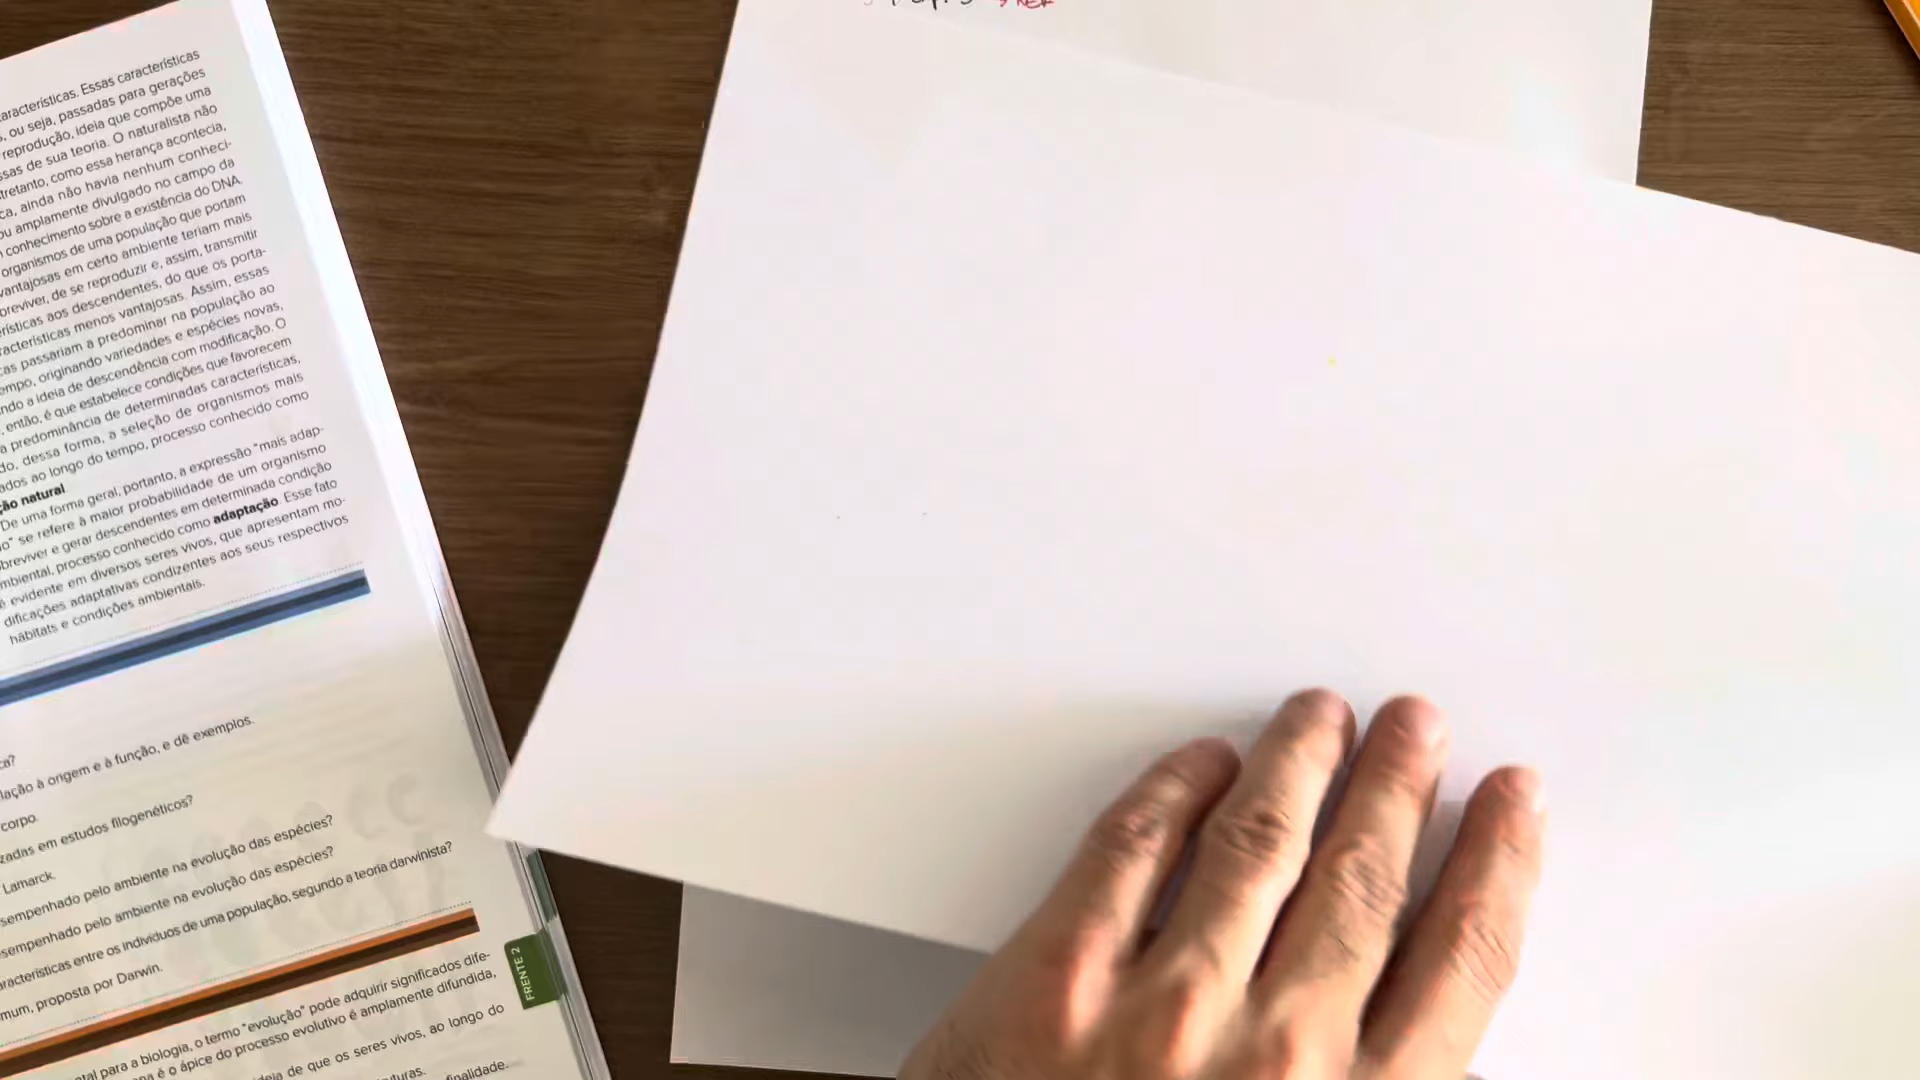 aracterísticas. Essas características
, ou seja, passadas para gerações
reprodução, ideia que compõe uma
ssas de sua teoria. O naturalista não
tretanto, como essa herança acontecia,
ca, ainda não havia nenhum conheci-
ou amplamente divulgado no campo da
conhecimento sobre a existência do DNA.
organismos de uma população que portam
vantajosas em certo ambiente teriam mais
breviver, de se reproduzir e, assim, transmitir
rísticas aos descendentes, do que os porta-
racterísticas menos vantajosas. Assim, essas
cas passariam a predominar na população ao
empo, originando variedades e espécies novas,
ndo a ideia de descendência com modificação. O
, então, é que estabelece condições que favorecem
a predominância de determinadas características,
do, dessa forma, a seleção de organismos mais
ados ao longo do tempo, processo conhecido como
ção natural
De uma forma geral, portanto, a expressão "mais adap-
o" se refere à maior probabilidade de um organismo
breviver e gerar descendentes em determinada condição
mbiental, processo conhecido como adaptação. Esse fato
é evidente em diversos seres vivos, que apresentam mo-
dificações adaptativas condizentes aos seus respectivos
hábitats e condições ambientais.
ca?
lação à origem e à função, e dê exemplos.
corpo.
zadas em estudos filogenéticos?
Lamarck.
sempenhado pelo ambiente na evolução das espécies?
sempenhado pelo ambiente na evolução das espécies?
aracterísticas entre os indivíduos de uma população, segundo a teoria darwinista?
mum, proposta por Darwin.
FRENTE 2
ntal para a biologia, o termo "evolução" pode adquirir significados dife-
ana é o ápice do processo evolutivo é amplamente difundida,
deia de que os seres vivos, ao longo do
uturas.
finalidade.